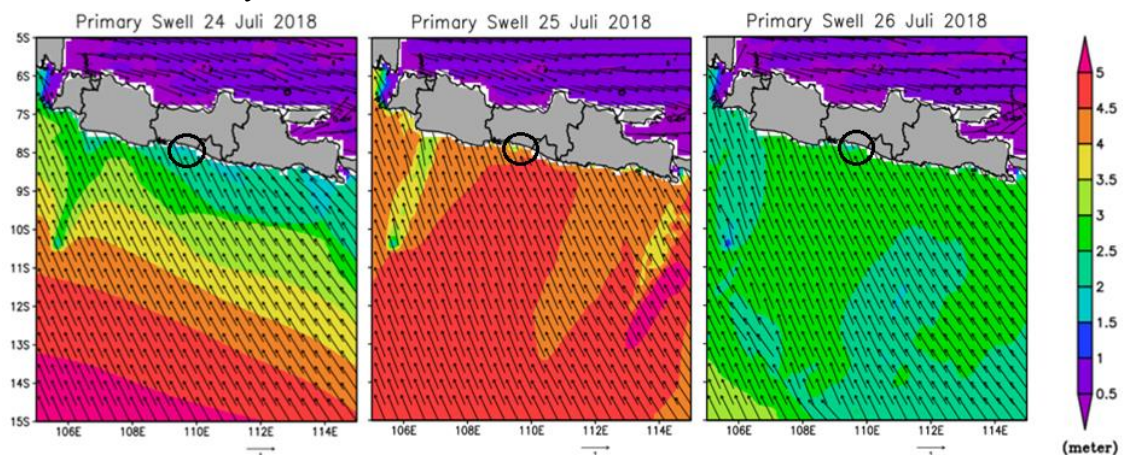 Primary Swell 24 Juli 2018
Primary Swell 25 Juli 2018
Primary Swell 26 Juli 2018
5S
6S
7S
8S
9S
10S
11S
12S
13S
14S
15S
106E 108E 110E 112E 114E
106E 108E 110E 112E 114E
106E 108E 110E 112E 114E
5
4.5
4
3.5
3
2.5
2
1.5
1
0.5
(meter)